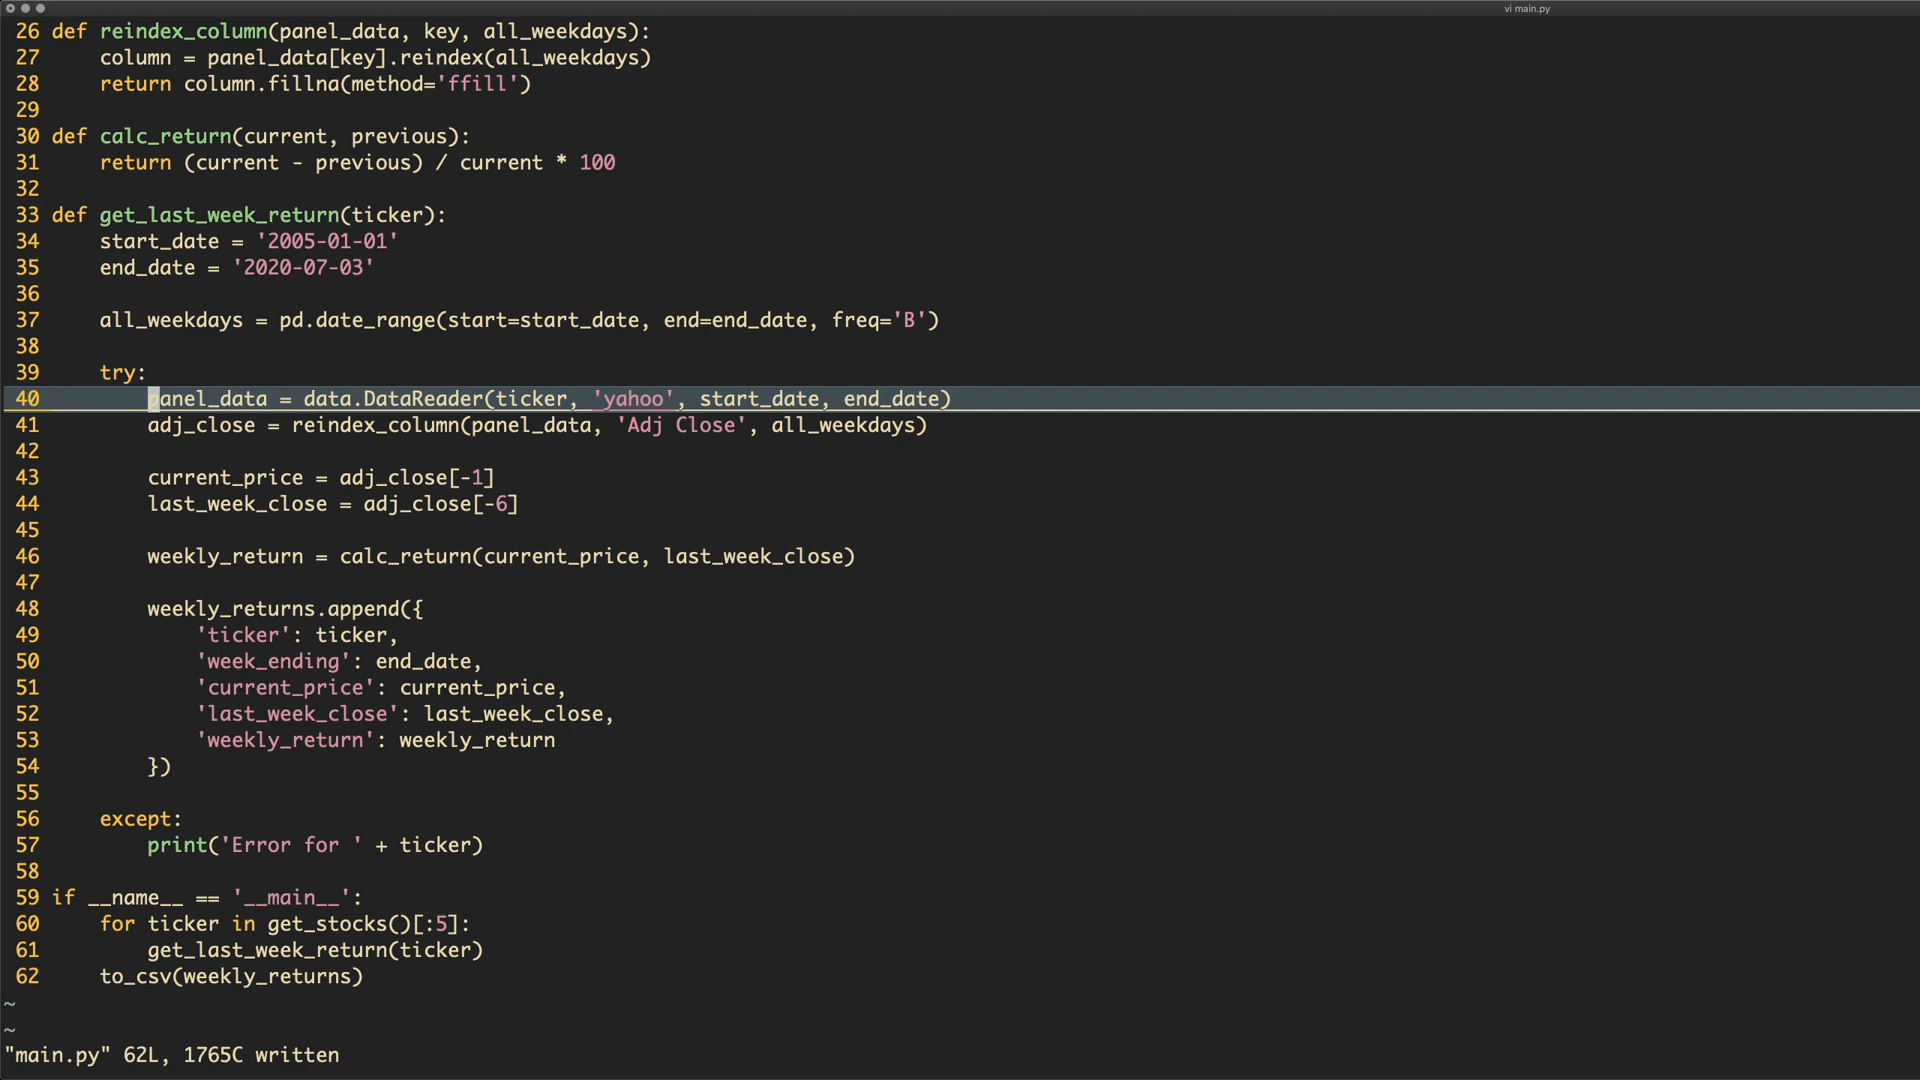 vi main.py
26 def reindex_column(panel_data, key, all_weekdays):
27     column = panel_data[key].reindex(all_weekdays)
28     return column.fillna(method='ffill')
29
30 def calc_return(current, previous):
31     return (current - previous) / current * 100
32
33 def get_last_week_return(ticker):
34     start_date = '2005-01-01'
35     end_date = '2020-07-03'
36
37     all_weekdays = pd.date_range(start=start_date, end=end_date, freq='B')
38
39     try:
40         panel_data = data.DataReader(ticker, 'yahoo', start_date, end_date)
41         adj_close = reindex_column(panel_data, 'Adj Close', all_weekdays)
42
43         current_price = adj_close[-1]
44         last_week_close = adj_close[-6]
45
46         weekly_return = calc_return(current_price, last_week_close)
47
48         weekly_returns.append({
49             'ticker': ticker,
50             'week_ending': end_date,
51             'current_price': current_price,
52             'last_week_close': last_week_close,
53             'weekly_return': weekly_return
54         })
55
56     except:
57         print('Error for ' + ticker)
58
59 if __name__ == '__main__':
60     for ticker in get_stocks()[:5]:
61         get_last_week_return(ticker)
62     to_csv(weekly_returns)
~
~
"main.py" 62L, 1765C written